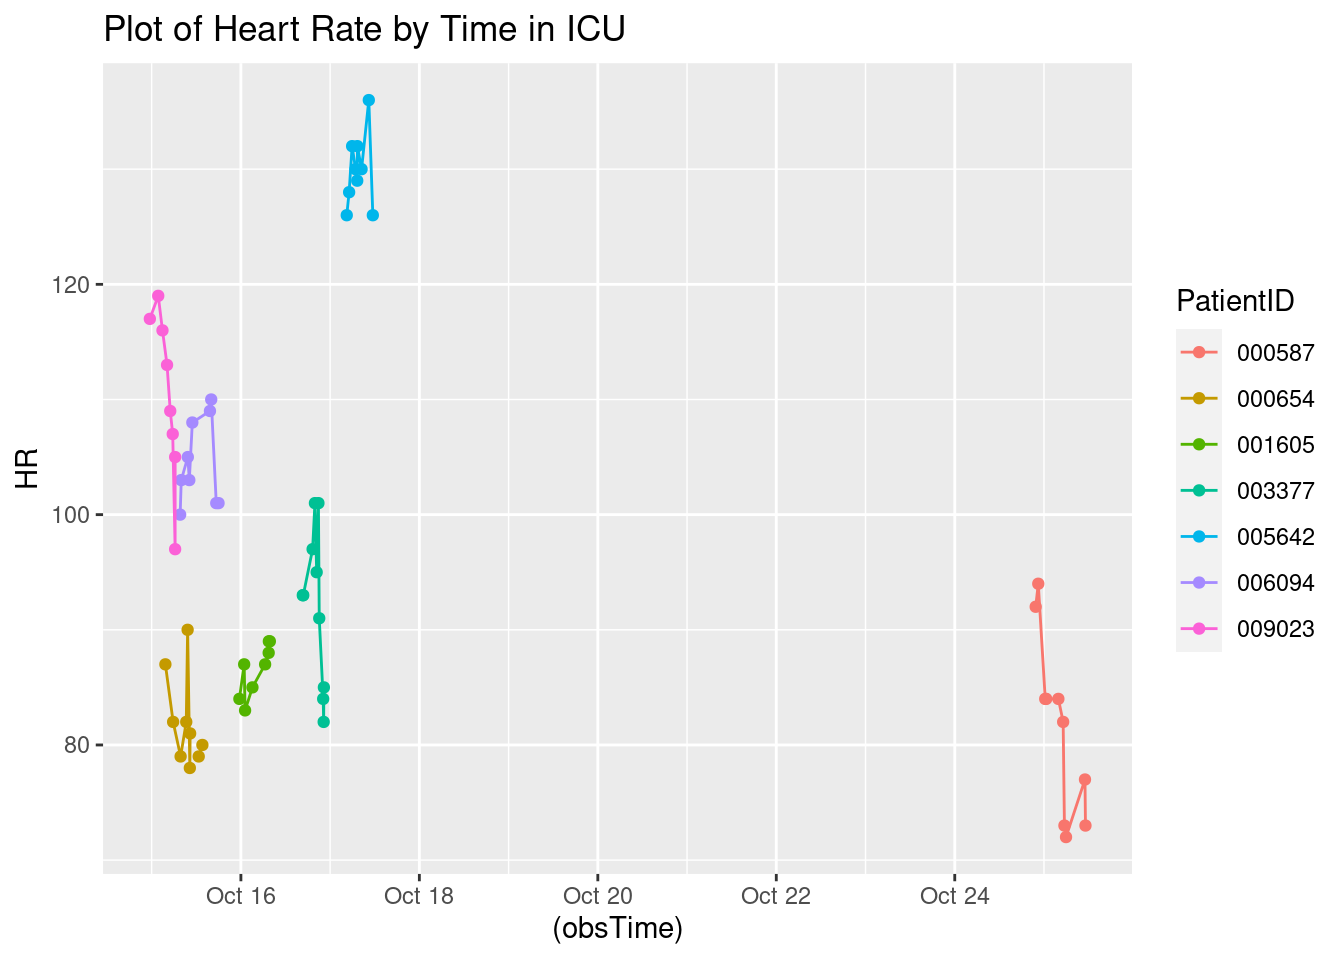 Plot of Heart Rate by Time in ICU
HR
120
100
80
Oct 16
Oct 18
Oct 20
Oct 22
Oct 24
(obsTime)
PatientID
000587
000654
001605
003377
005642
006094
009023